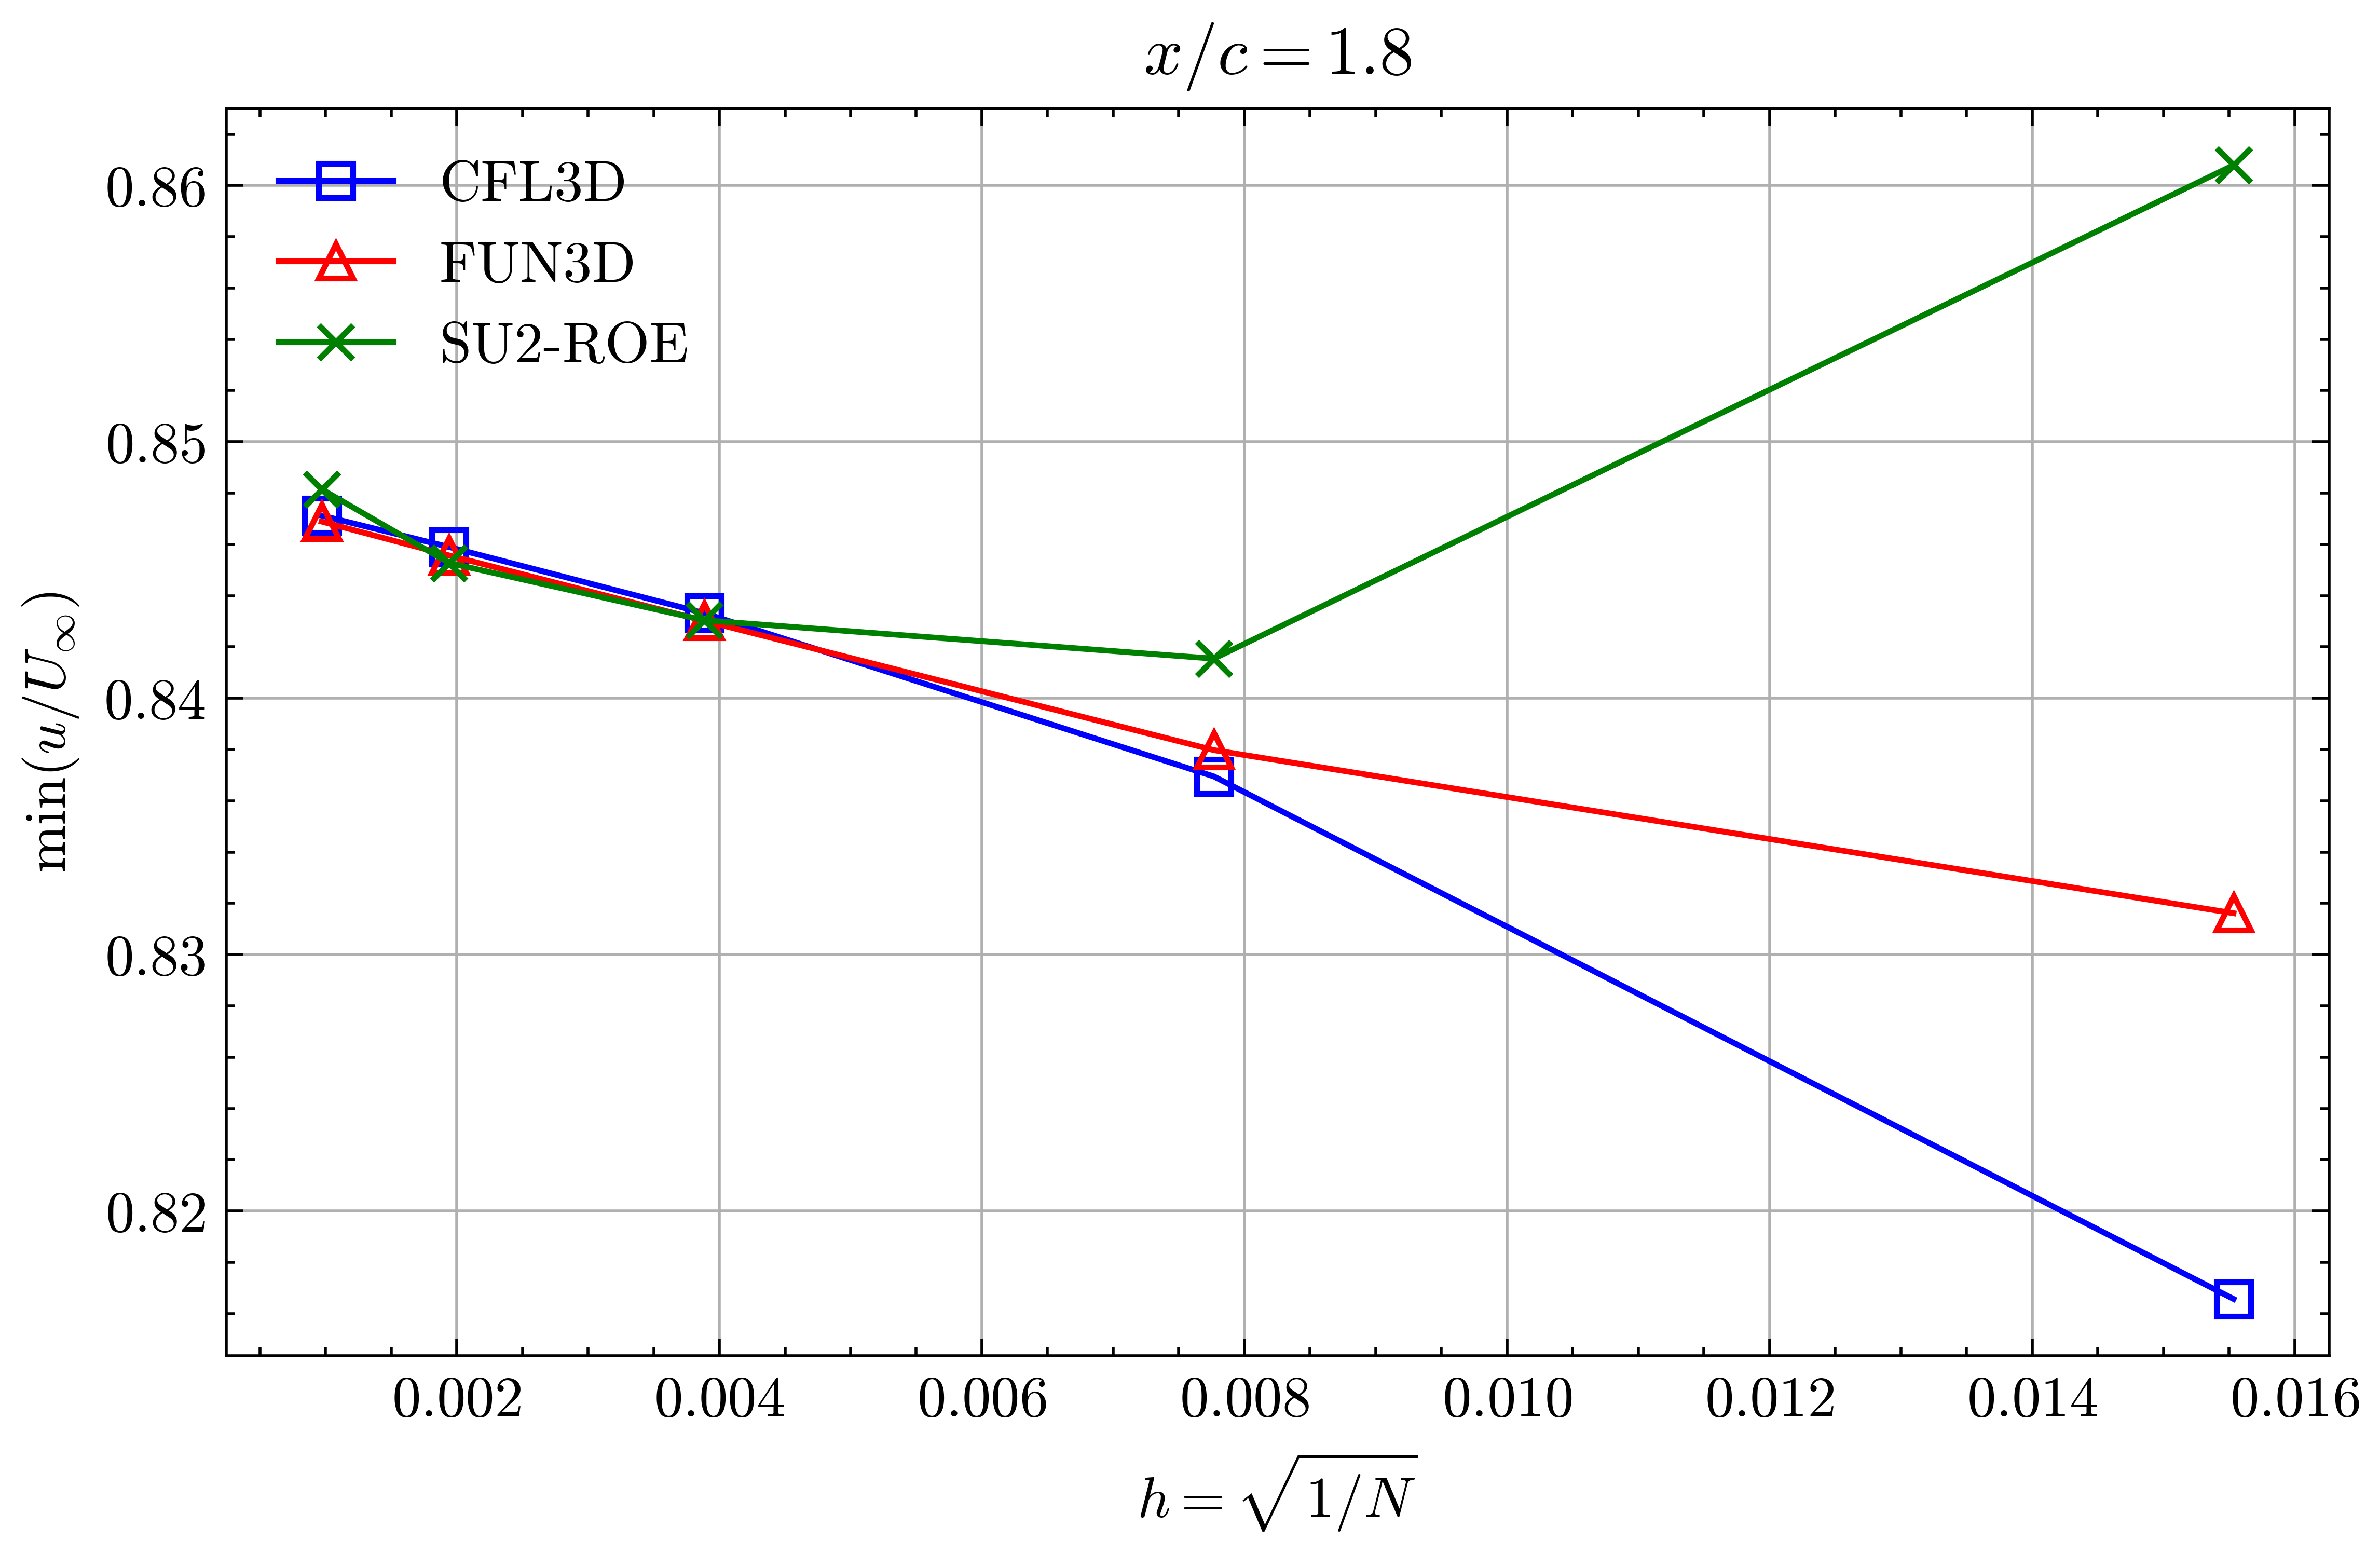 x/c = 1.8
CFL3D
FUN3D
SU2-ROE
0.86
0.85
0.84
0.83
0.82
min(u/U∞)
0.002 0.004 0.006 0.008 0.010 0.012 0.014 0.016
h = √1/N